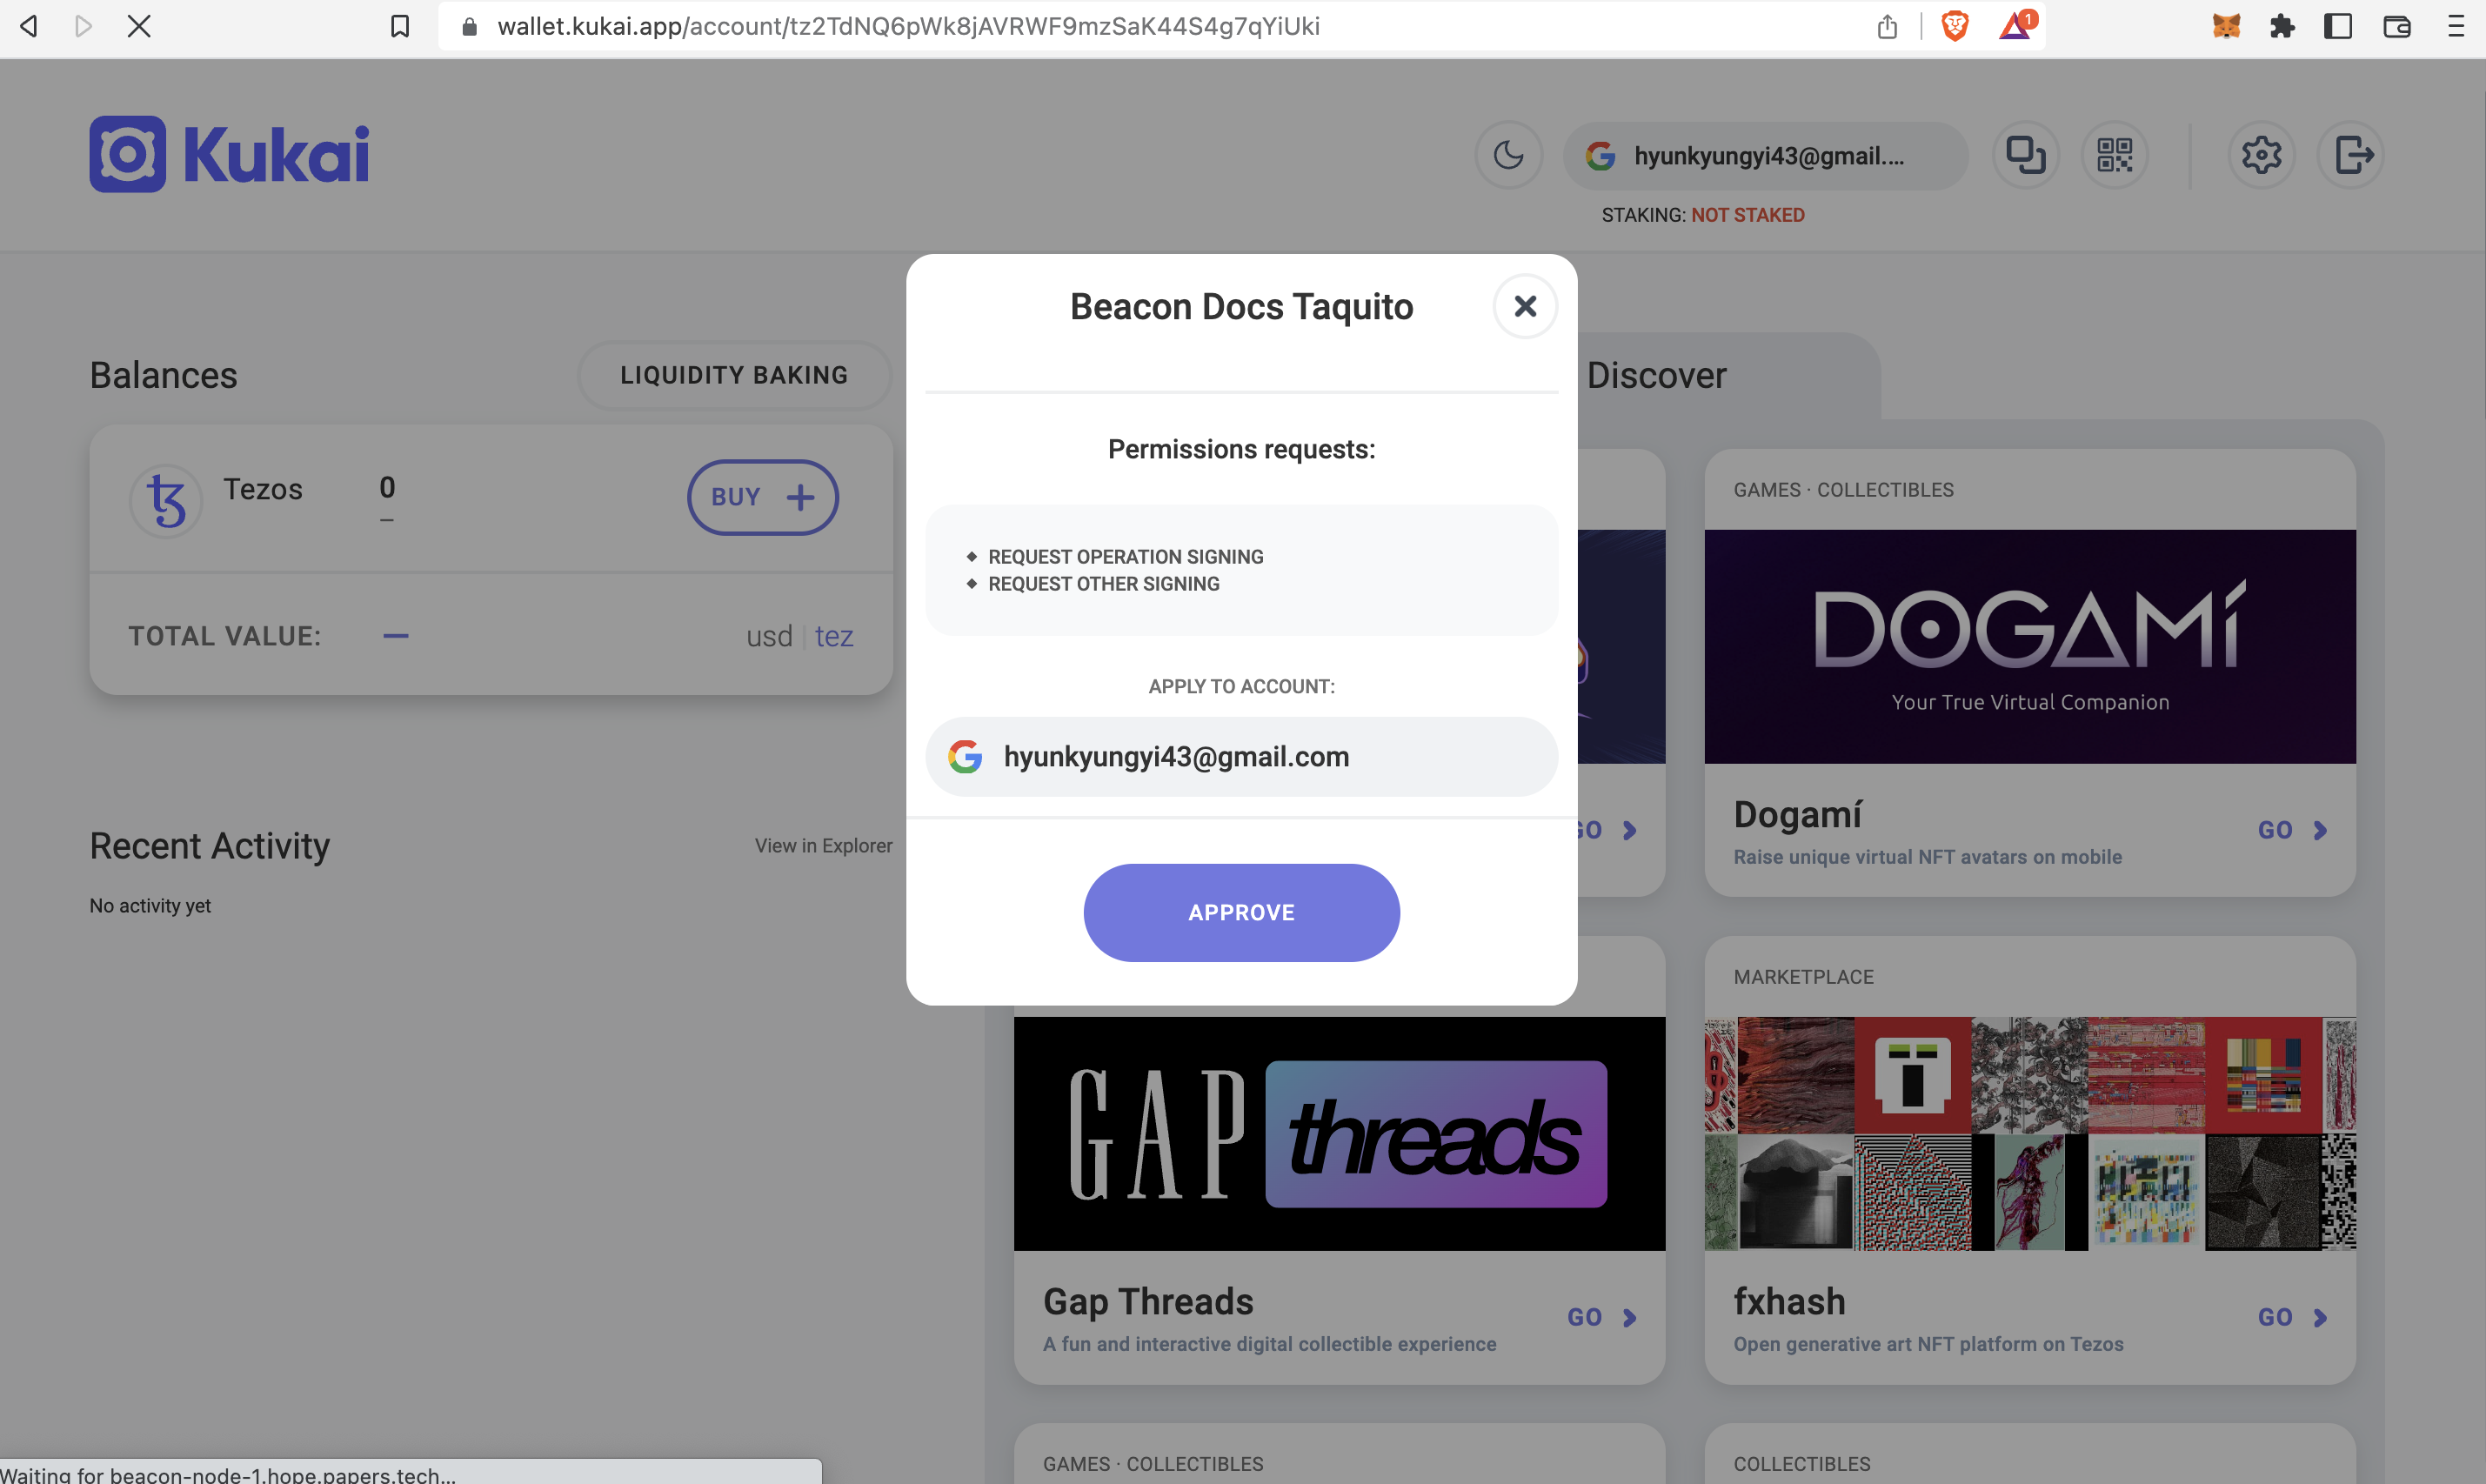 wallet.kukai.app/account/tz2TdNQ6pWk8jAVRWF9mzSaK44S4g7qYiUki
1
Kukai
hyunkyungyi43@gmail....
STAKING: NOT STAKED
Balances
LIQUIDITY BAKING
Tezos
0
–
BUY +
TOTAL VALUE: – usd | tez
Recent Activity
View in Explorer
No activity yet
Beacon Docs Taquito
Permissions requests:
REQUEST OPERATION SIGNING
REQUEST OTHER SIGNING
APPLY TO ACCOUNT:
hyunkyungyi43@gmail.com
APPROVE
Discover
GAMES · COLLECTIBLES
DOGAMÍ
Your True Virtual Companion
GO
Dogamí
GO
Raise unique virtual NFT avatars on mobile
GAP threads
Gap Threads
GO
A fun and interactive digital collectible experience
MARKETPLACE
fxhash
GO
Open generative art NFT platform on Tezos
GAMES · COLLECTIBLES
COLLECTIBLES
Waiting for beacon-node-1.hope.papers.tech...